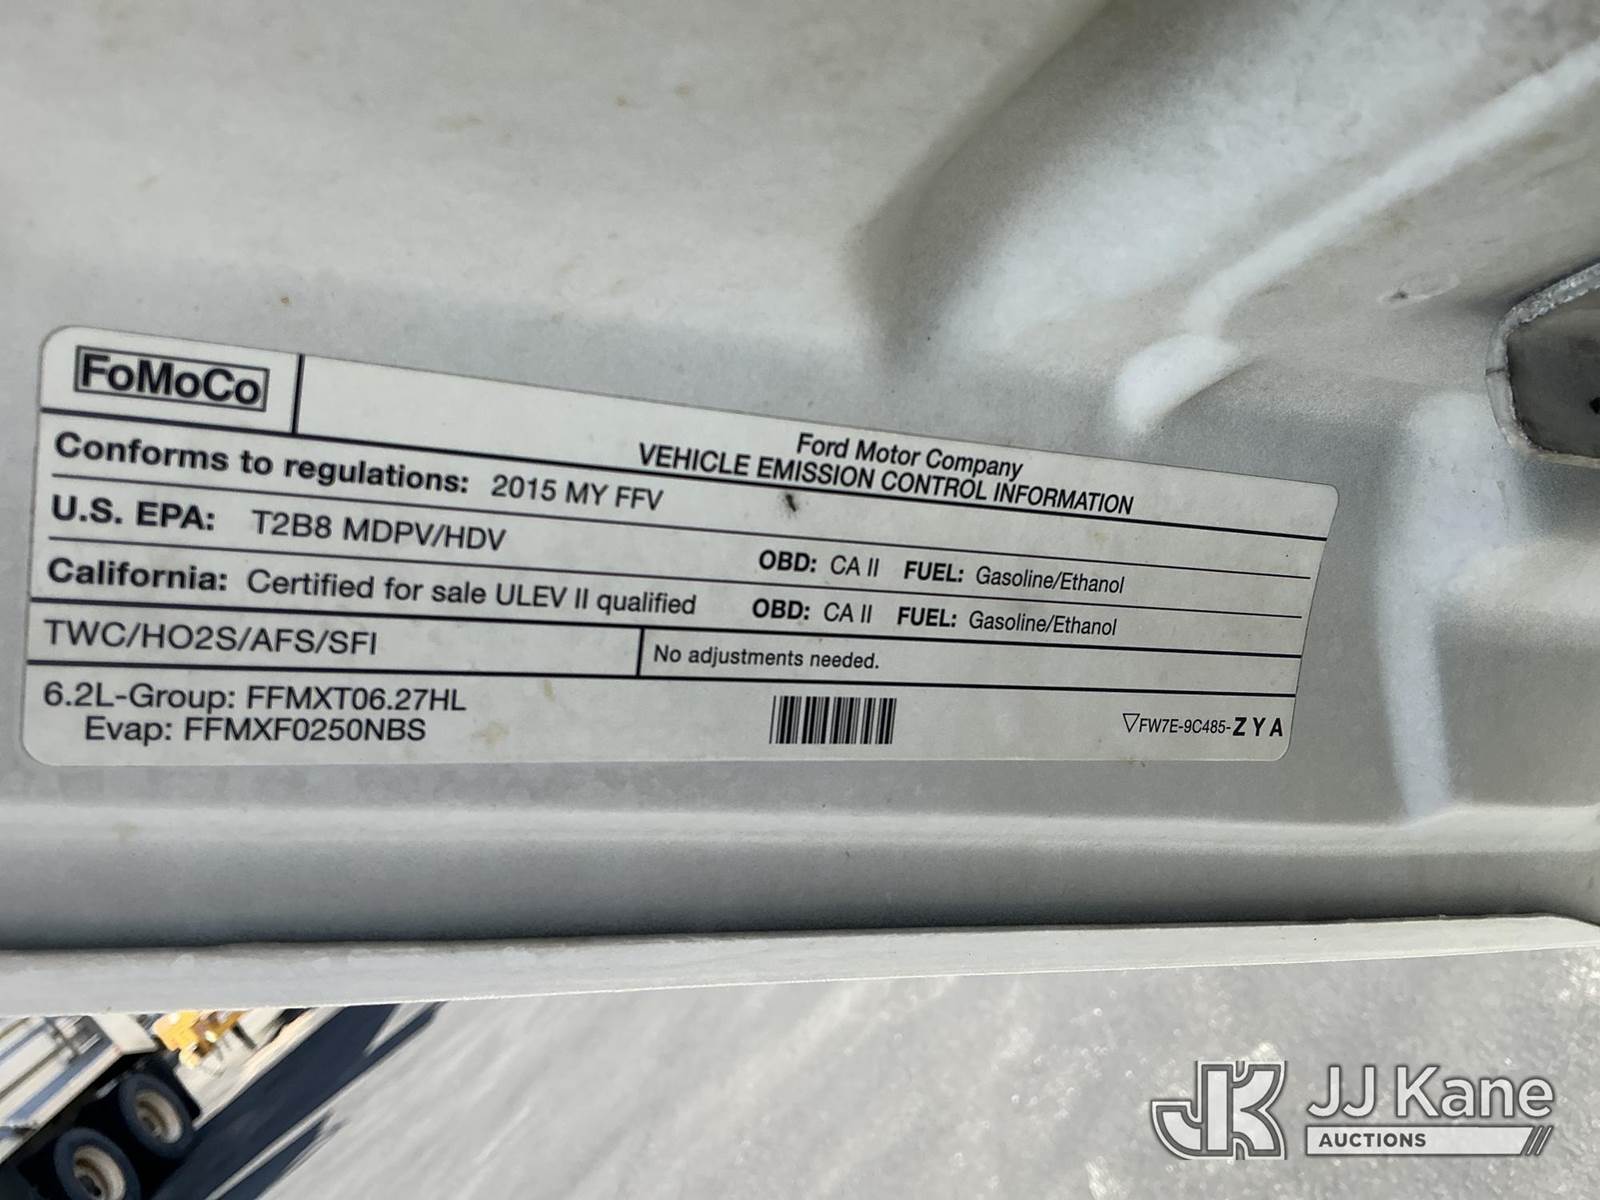 FoMoCo
Ford Motor Company
VEHICLE EMISSION CONTROL INFORMATION
Conforms to regulations: 2015 MY FFV
U.S. EPA: T2B8 MDPV/HDV OBD: CA II FUEL: Gasoline/Ethanol
California: Certified for sale ULEV II qualified OBD: CA II FUEL: Gasoline/Ethanol
TWC/HO2S/AFS/SFI No adjustments needed.
6.2L-Group: FFMXT06.27HL
Evap: FFMXF0250NBS
FW7E-9C485-ZYA
JK JJ Kane
AUCTIONS